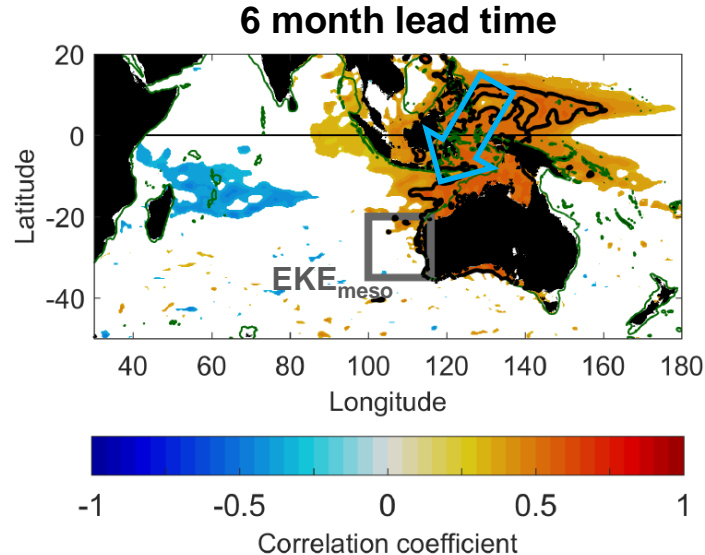 6 month lead time
20
0
-20
-40
Latitude
EKEmeso
40 60 80 100 120 140 160 180
Longitude
-1 -0.5 0 0.5 1
Correlation coefficient